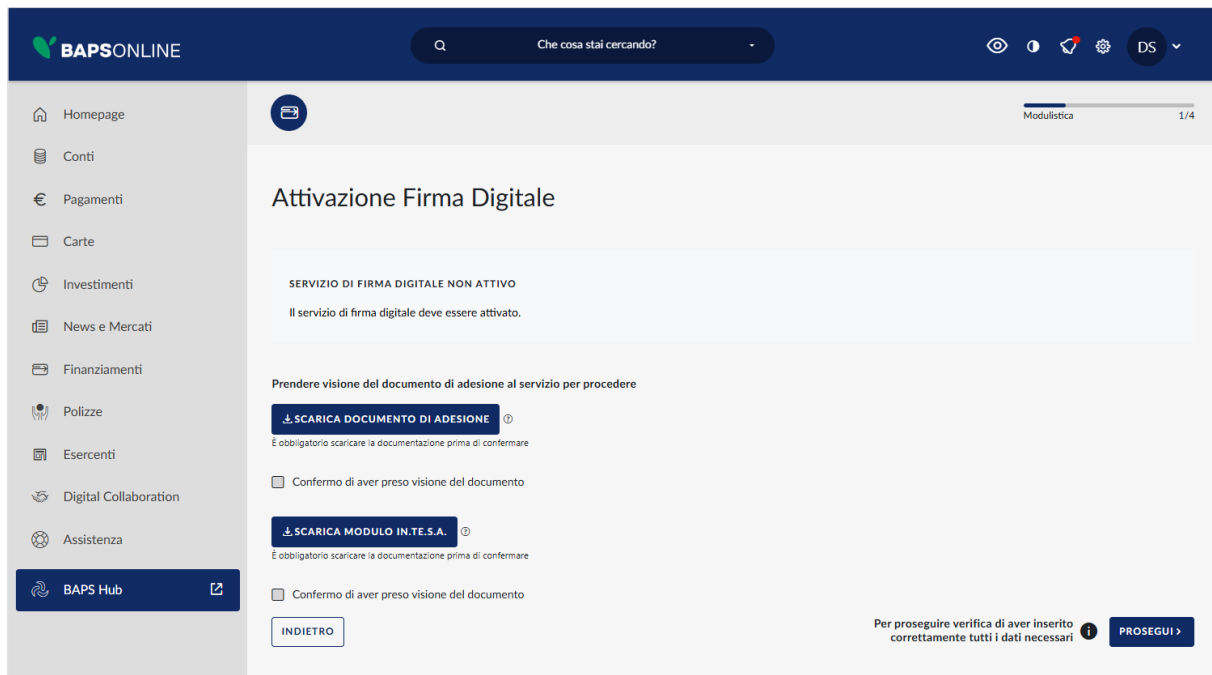 BAPSONLINE
Che cosa stai cercando?
DS
Homepage
Conti
Pagamenti
Carte
Investimenti
News e Mercati
Finanziamenti
Polizze
Esercenti
Digital Collaboration
Assistenza
BAPS Hub
Modulistica 1/4
Attivazione Firma Digitale
SERVIZIO DI FIRMA DIGITALE NON ATTIVO
Il servizio di firma digitale deve essere attivato.
Prendere visione del documento di adesione al servizio per procedere
SCARICA DOCUMENTO DI ADESIONE
È obbligatorio scaricare la documentazione prima di confermare
Confermo di aver preso visione del documento
SCARICA MODULO IN.TE.S.A.
È obbligatorio scaricare la documentazione prima di confermare
Confermo di aver preso visione del documento
INDIETRO
Per proseguire verifica di aver inserito
correttamente tutti i dati necessari
PROSEGUI